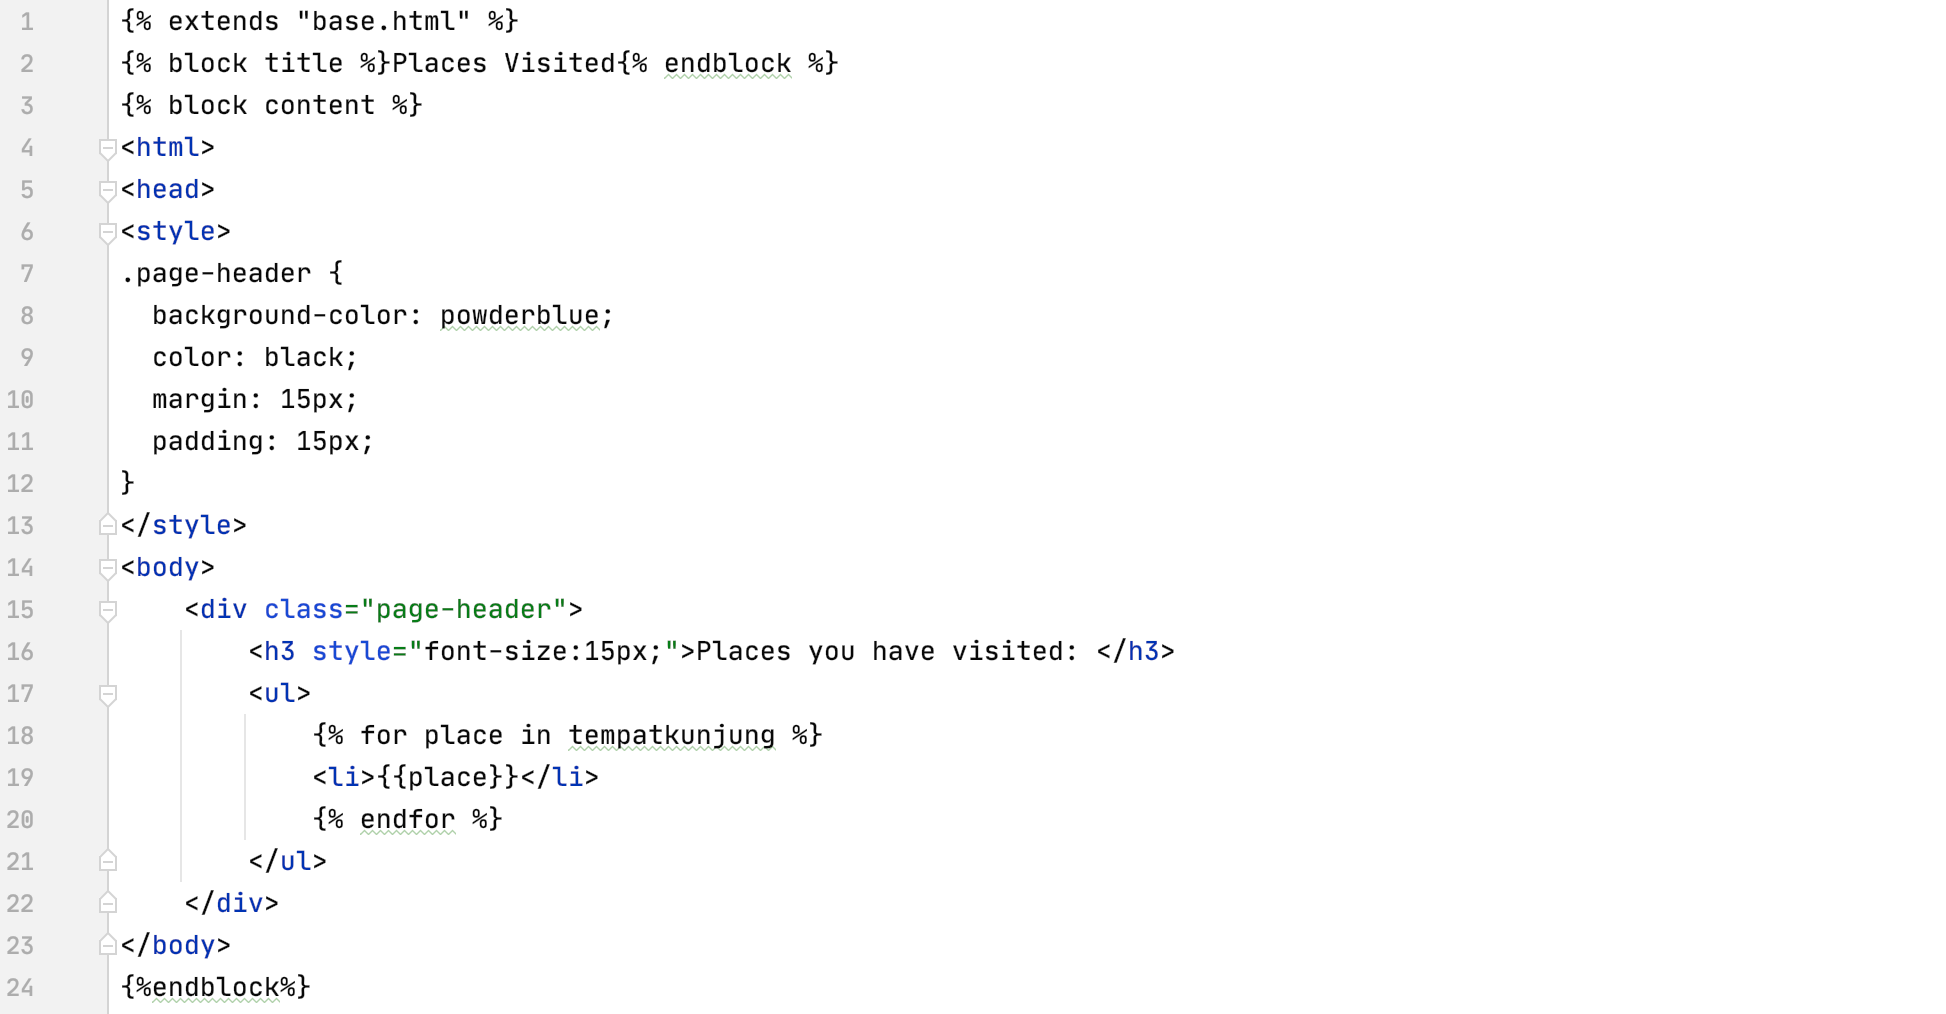 1 {% extends "base.html" %}
2 {% block title %}Places Visited{% endblock %}
3 {% block content %}
4 <html>
5 <head>
6 <style>
7 .page-header {
8   background-color: powderblue;
9   color: black;
10   margin: 15px;
11   padding: 15px;
12 }
13 </style>
14 <body>
15     <div class="page-header">
16         <h3 style="font-size:15px;">Places you have visited: </h3>
17         <ul>
18             {% for place in tempatkunjung %}
19             <li>{{place}}</li>
20             {% endfor %}
21         </ul>
22     </div>
23 </body>
24 {%endblock%}